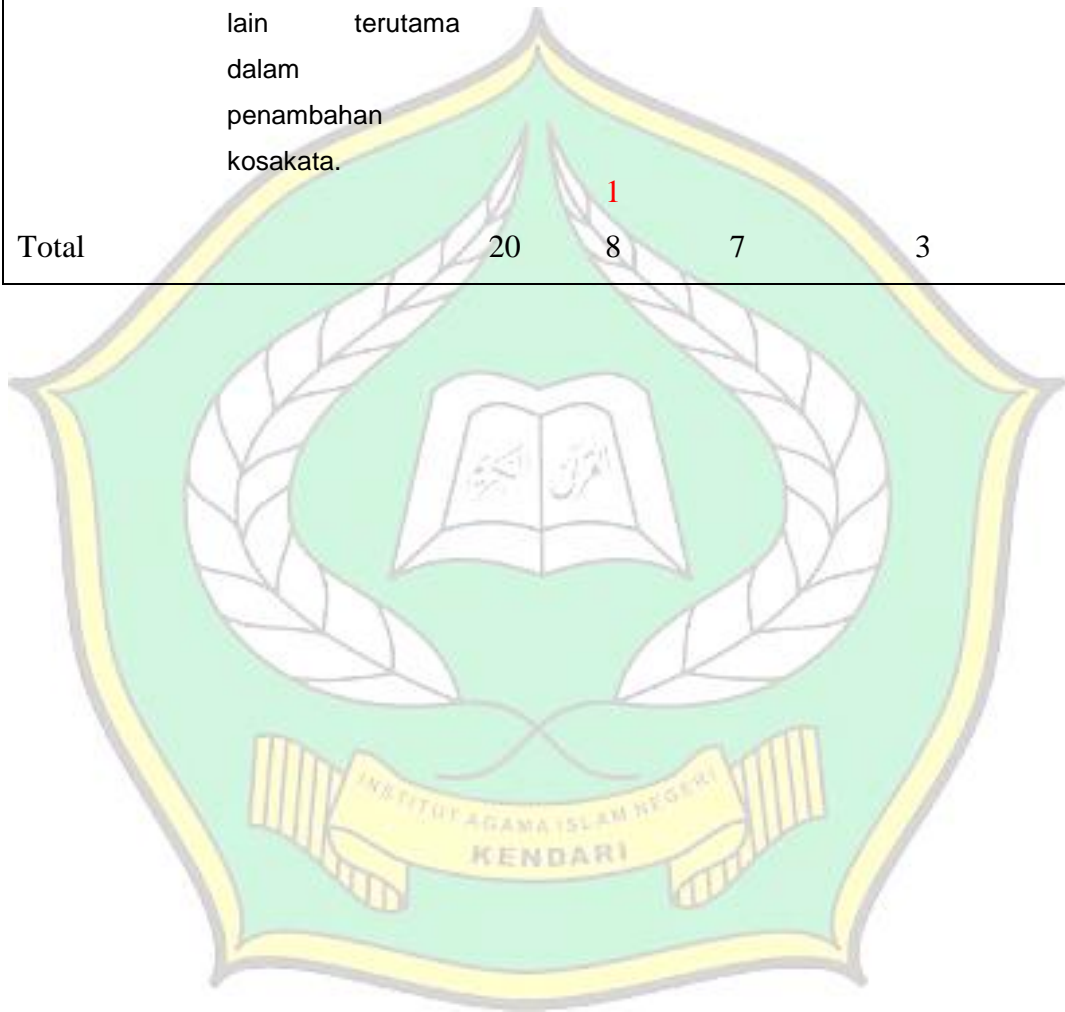 lain terutama
dalam
penambahan
kosakata.
1
Total 20 8 7 3
INSTITUT AGAMA ISLAM NEGERI
KENDARI